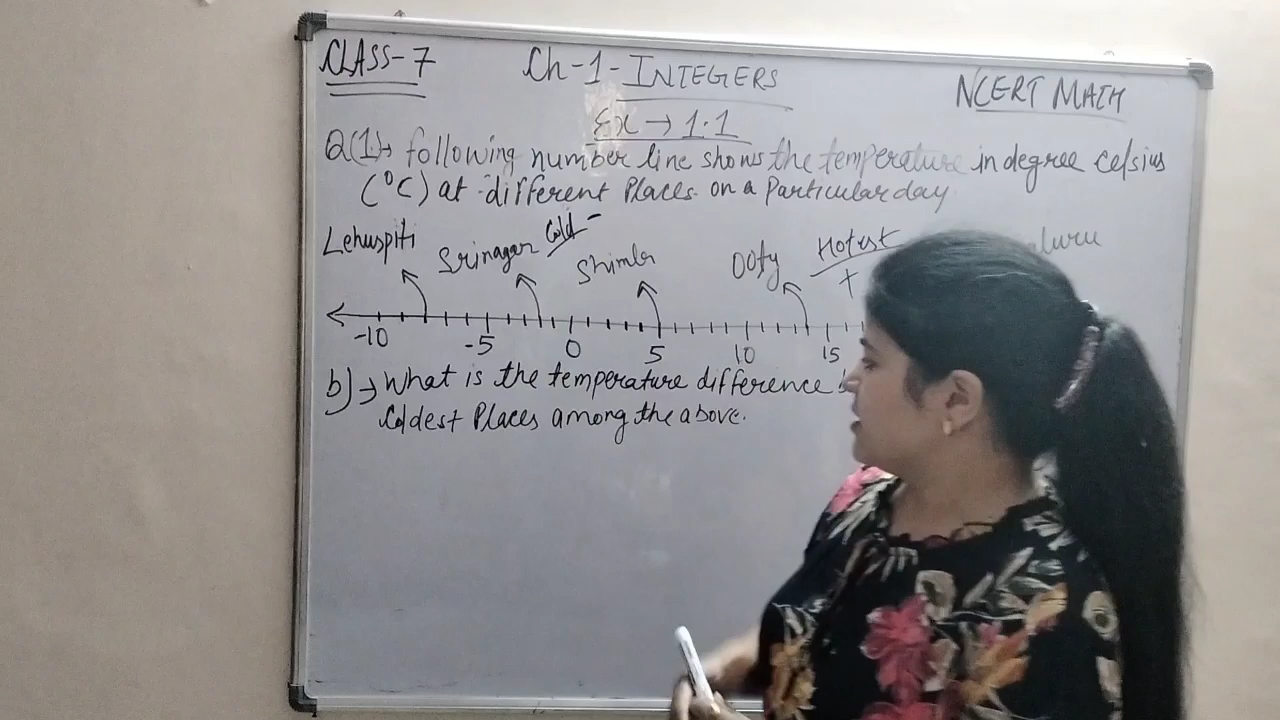 CLASS-7 Ch-1-INTEGERS NCERT MATH
Ex → 1.1
Q(1)→ following number line shows the temperature in degree celsius
(°C) at different Places on a Particular day.
Lehuspiti Srinagar Cold - Shimla Ooty Hotest +
-10 -5 0 5 10 15
b)→ What is the temperature difference
Coldest Places among the above.